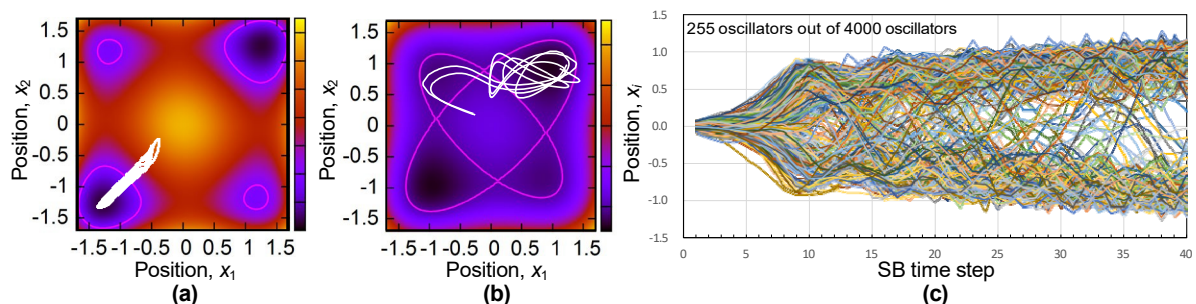 1.5
1
0.5
0
-0.5
-1
-1.5
Position, x2
-1.5 -1 -0.5 0 0.5 1 1.5
Position, x1
(a)
1.5
1
0.5
0
-0.5
-1
-1.5
Position, x2
-1.5 -1 -0.5 0 0.5 1 1.5
Position, x1
(b)
255 oscillators out of 4000 oscillators
1.5
1.0
0.5
0.0
-0.5
-1.0
-1.5
Position, xi
0 5 10 15 20 25 30 35 40
SB time step
(c)